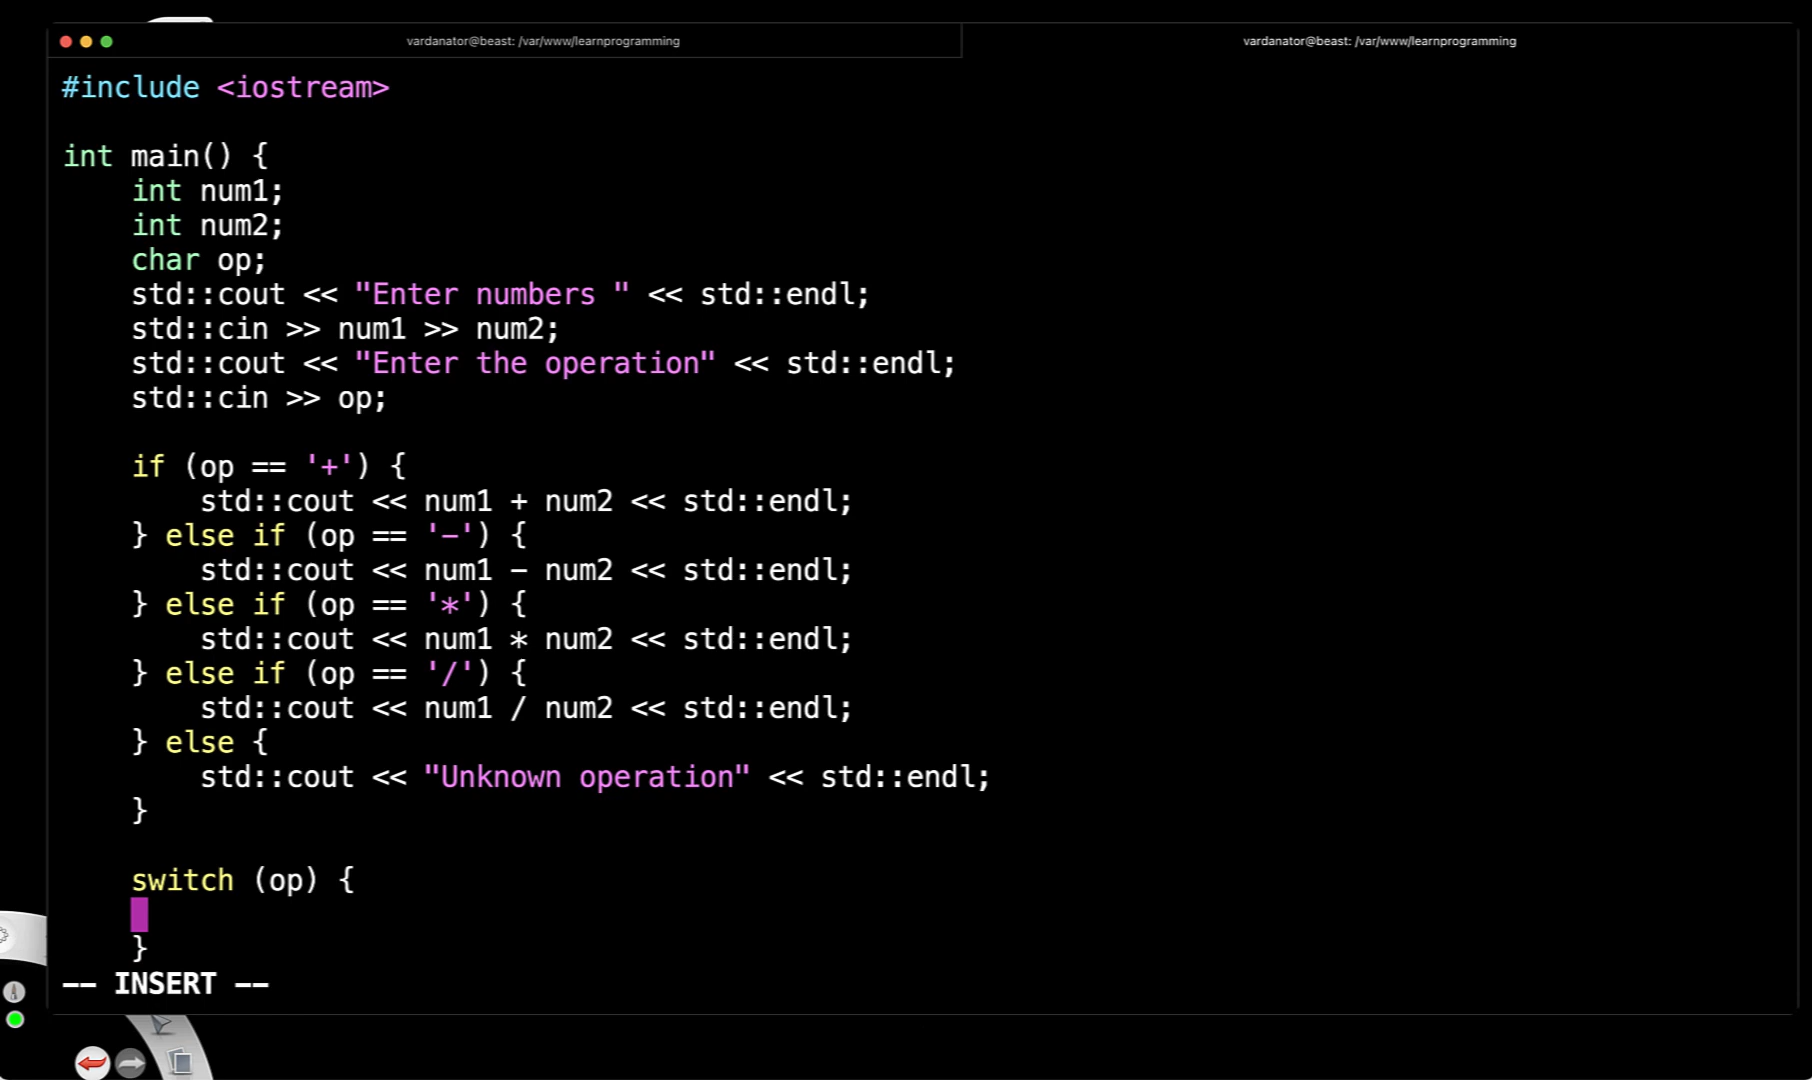 vardanator@beast: /var/www/learnprogramming
vardanator@beast: /var/www/learnprogramming
#include <iostream>

int main() {
    int num1;
    int num2;
    char op;
    std::cout << "Enter numbers " << std::endl;
    std::cin >> num1 >> num2;
    std::cout << "Enter the operation" << std::endl;
    std::cin >> op;

    if (op == '+') {
        std::cout << num1 + num2 << std::endl;
    } else if (op == '-') {
        std::cout << num1 - num2 << std::endl;
    } else if (op == '*') {
        std::cout << num1 * num2 << std::endl;
    } else if (op == '/') {
        std::cout << num1 / num2 << std::endl;
    } else {
        std::cout << "Unknown operation" << std::endl;
    }

    switch (op) {

    }
-- INSERT --